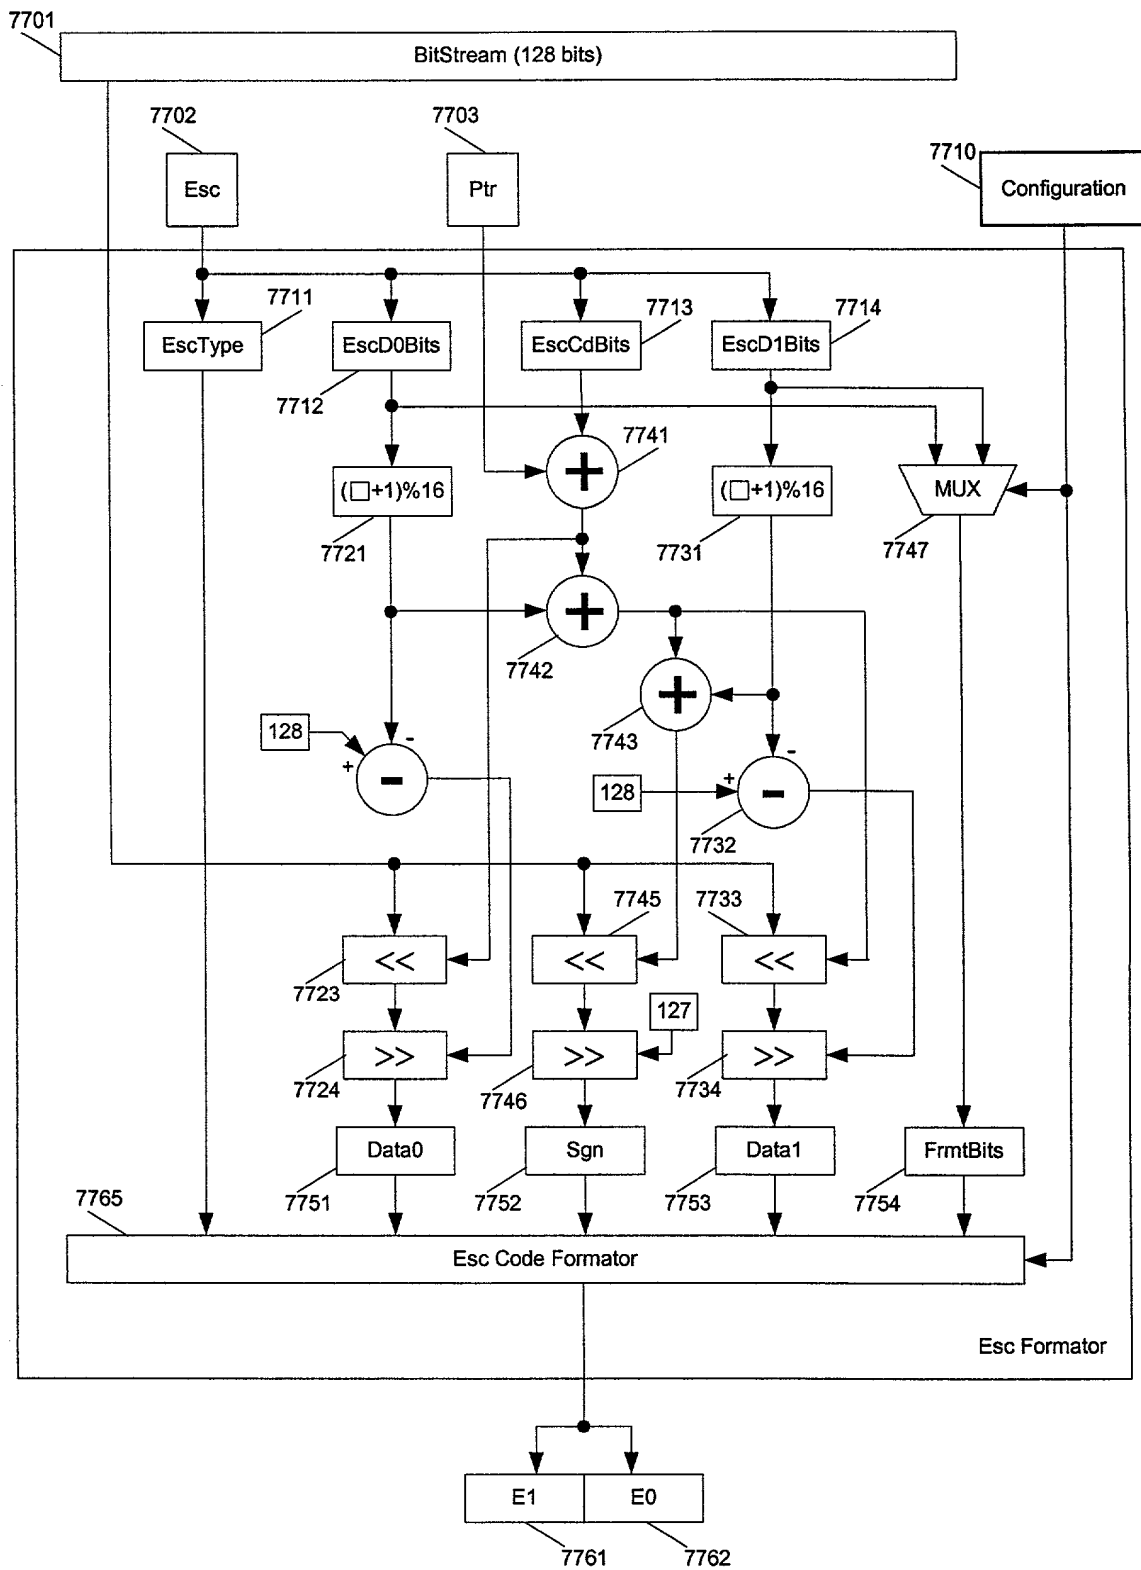 7701
BitStream (128 bits)
7702
7703
7710
Esc
Ptr
Configuration
7711
7713
7714
EscType
EscD0Bits
EscCdBits
EscD1Bits
7712
7741
(□+1)%16
+
(□+1)%16
MUX
7721
7731
7747
+
7742
+
128
-
7743
-
+
-
128
+
-
7732
7745
7733
<<
<<
<<
7723
127
>>
>>
>>
7724
7746
7734
Data0
Sgn
Data1
FrmtBits
7765
7751
7752
7753
7754
Esc Code Formator
Esc Formator
E1
E0
7761
7762